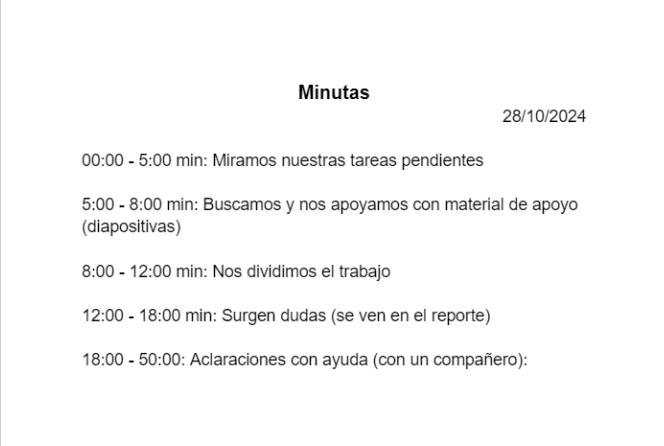 Minutas
28/10/2024
00:00 - 5:00 min: Miramos nuestras tareas pendientes
5:00 - 8:00 min: Buscamos y nos apoyamos con material de apoyo
(diapositivas)
8:00 - 12:00 min: Nos dividimos el trabajo
12:00 - 18:00 min: Surgen dudas (se ven en el reporte)
18:00 - 50:00: Aclaraciones con ayuda (con un compañero):